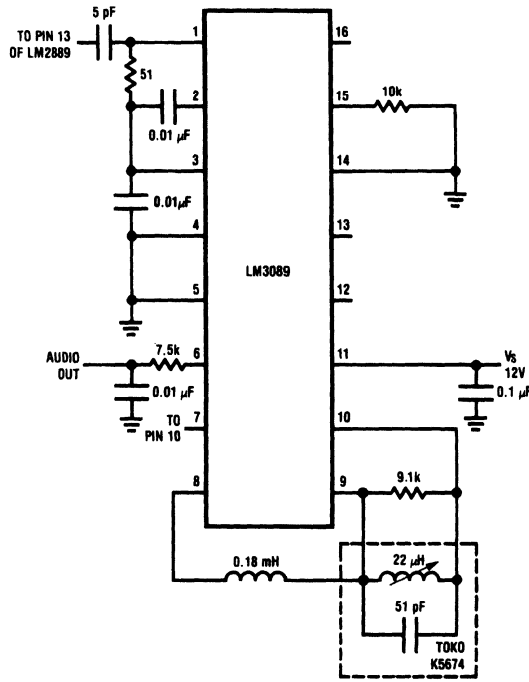 5 pF
TO PIN 13
OF LM2889
51
0.01 μF
0.01μF
1
2
3
4
5
6
7
8
LM3089
16
15
14
13
12
11
10
9
10k
AUDIO
OUT
7.5k
0.01 μF
TO
PIN 10
VS
12V
0.1 μF
9.1k
0.18 mH
22 μH
51 pF
TOKO
K5674